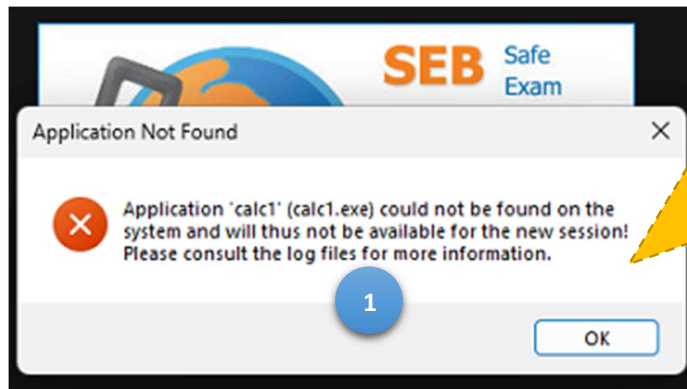 SEB Safe
Exam
Application Not Found
Application 'calc1' (calc1.exe) could not be found on the
system and will thus not be available for the new session!
Please consult the log files for more information.
1
OK